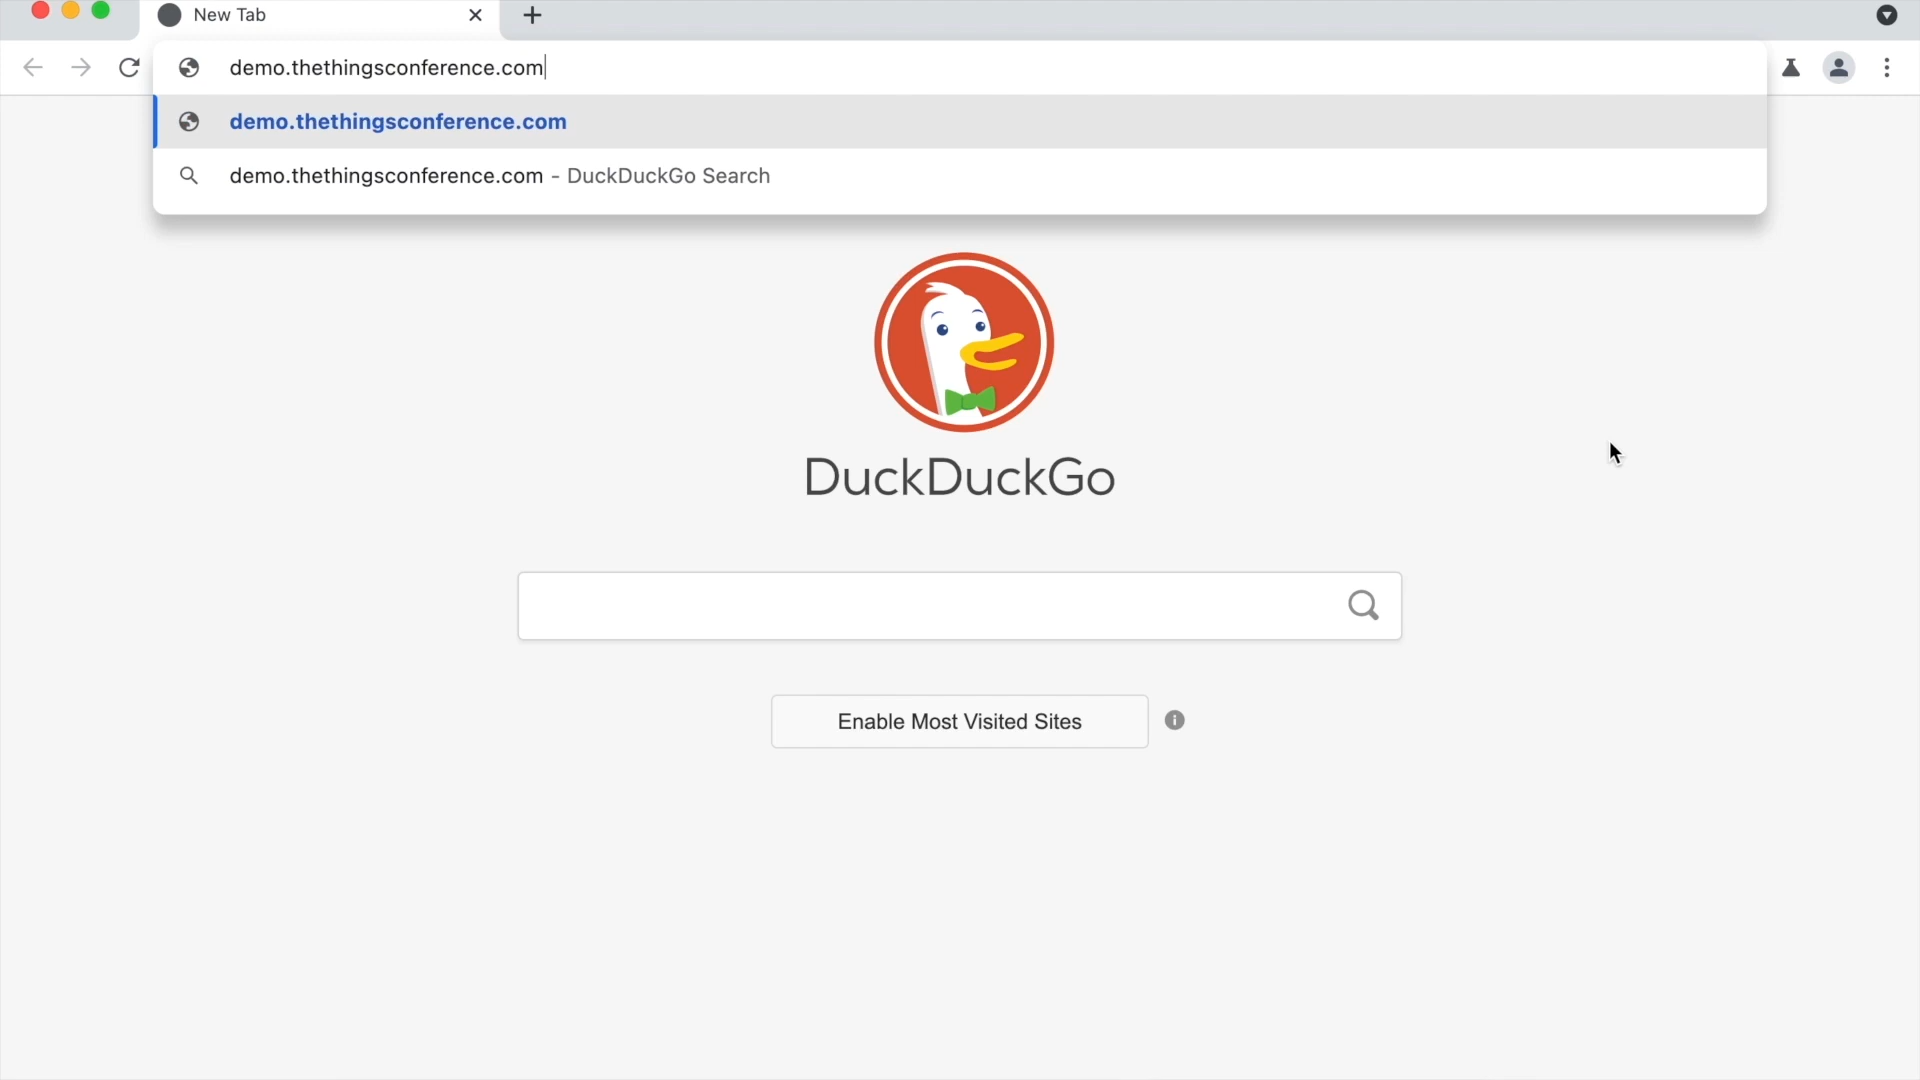 New Tab
demo.thethingsconference.com
demo.thethingsconference.com
demo.thethingsconference.com - DuckDuckGo Search
DuckDuckGo
Enable Most Visited Sites